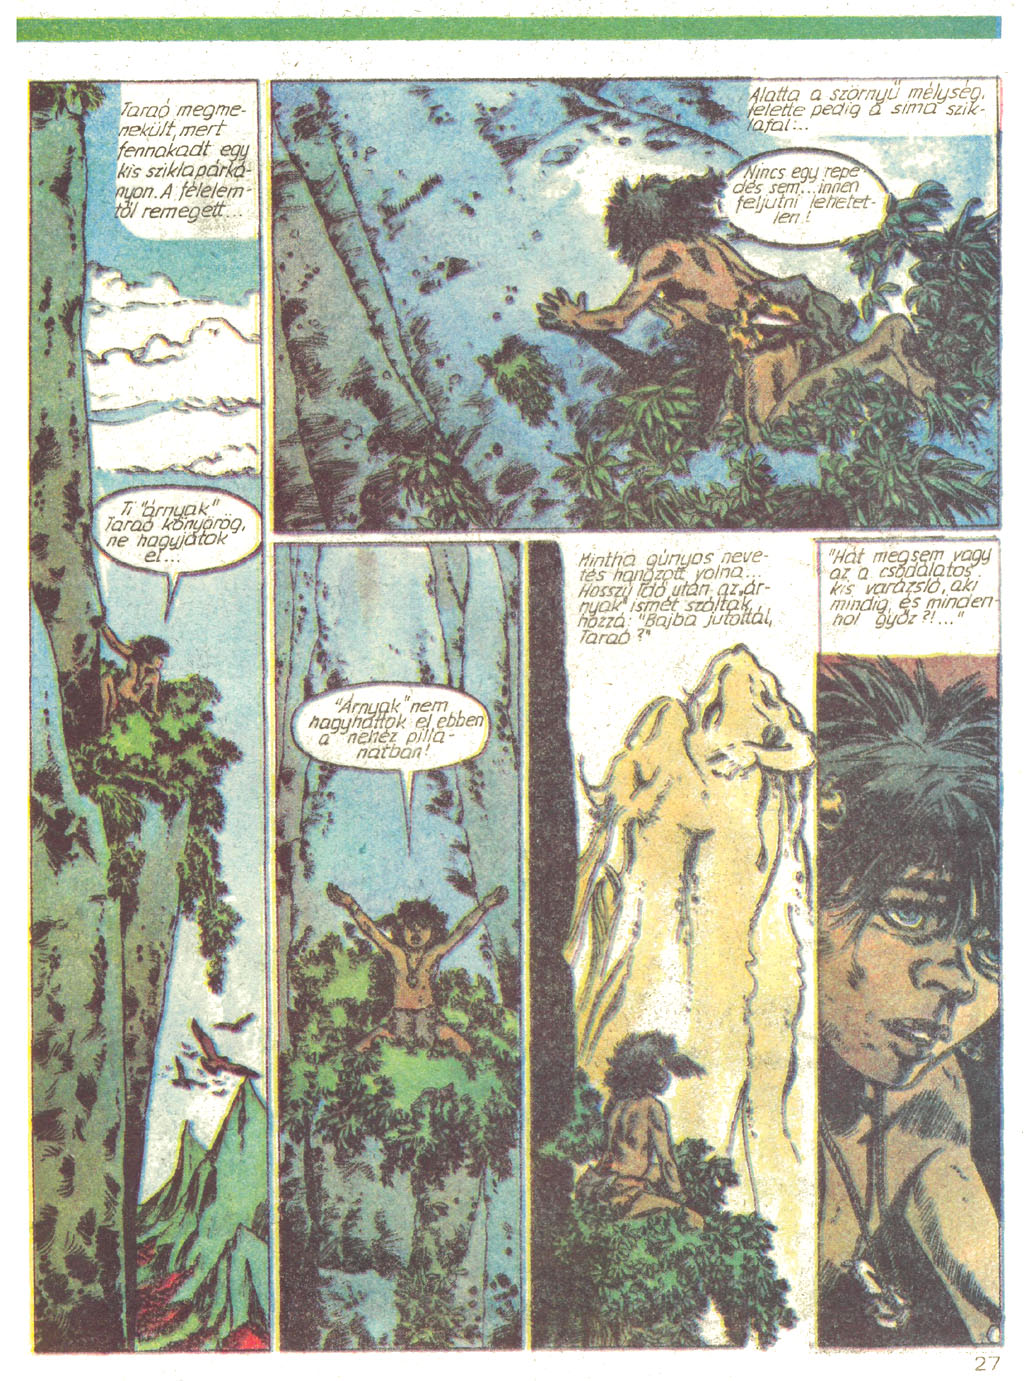 Taraó megme-
nekült, mert
fennakadt egy
kis sziklapárká-
nyon. A félelem-
től remegett...
Alatta a szörnyű mélység,
felette pedig a sima szik-
lafal...
Nincs egy repe-
dés sem... innen
feljutni lehetet-
len!
Ti "árnyak"
Taraó könyörög,
ne hagyjátok
el...
"Árnyak" nem
hagyhattok el ebben
a nehéz pilla-
natban!
Mintha gúnyos neve-
tés hangzott volna...
Hosszú idő után az "ár-
nyak" ismét szóltak
hozzá: "Bajba jutottál,
Taraó?"
"Hát mégsem vagy
az a csodálatos
kis varázsló, aki
mindig és minden-
hol győz?!..."
27